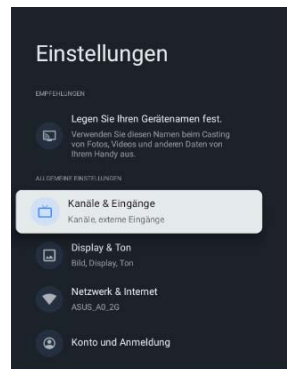 Einstellungen
EMPFEHLUNGEN
Legen Sie Ihren Gerätenamen fest.
Verwenden Sie diesen Namen beim Casting
von Fotos, Videos und anderen Daten von
Ihrem Handy aus.
ALLGEMEINE EINSTELLUNGEN
Kanäle & Eingänge
Kanäle, externe Eingänge
Display & Ton
Bild, Display, Ton
Netzwerk & Internet
ASUS_A0_2G
Konto und Anmeldung